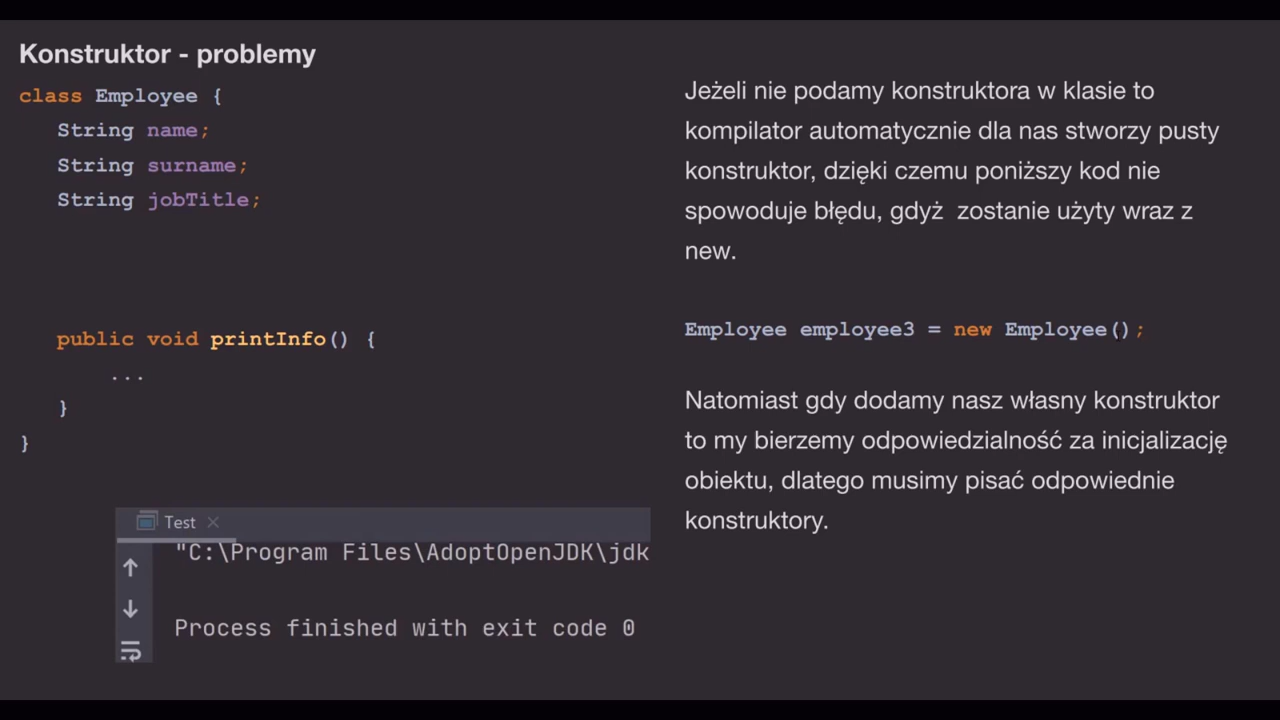 Konstruktor - problemy
class Employee {
String name;
String surname;
String jobTitle;
public void printInfo() {
...
}
}
Test
"C:\Program Files\AdoptOpenJDK\jdk
Process finished with exit code 0
Jeżeli nie podamy konstruktora w klasie to
kompilator automatycznie dla nas stworzy pusty
konstruktor, dzięki czemu poniższy kod nie
spowoduje błędu, gdyż  zostanie użyty wraz z
new.
Employee employee3 = new Employee();
Natomiast gdy dodamy nasz własny konstruktor
to my bierzemy odpowiedzialność za inicjalizację
obiektu, dlatego musimy pisać odpowiednie
konstruktory.